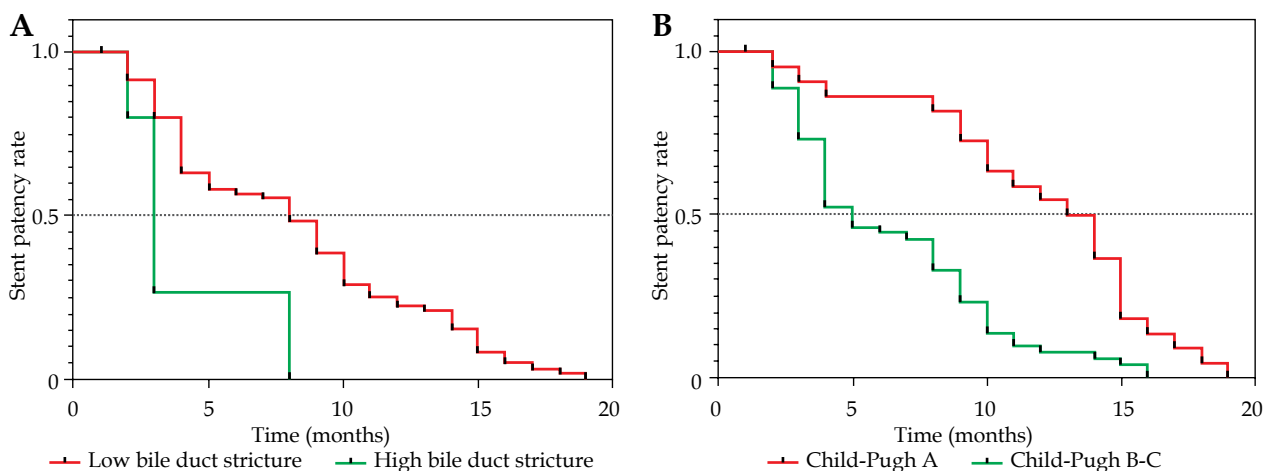 A
1.0
0.5
0
Stent patency rate
0 5 10 15 20
Time (months)
Low bile duct stricture High bile duct stricture
B
1.0
0.5
0
Stent patency rate
0 5 10 15 20
Time (months)
Child-Pugh A Child-Pugh B-C